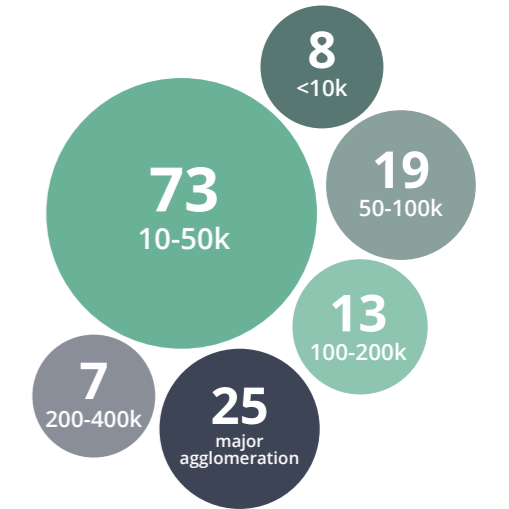 8
<10k
73
10-50k
19
50-100k
13
100-200k
7
200-400k
25
major
agglomeration